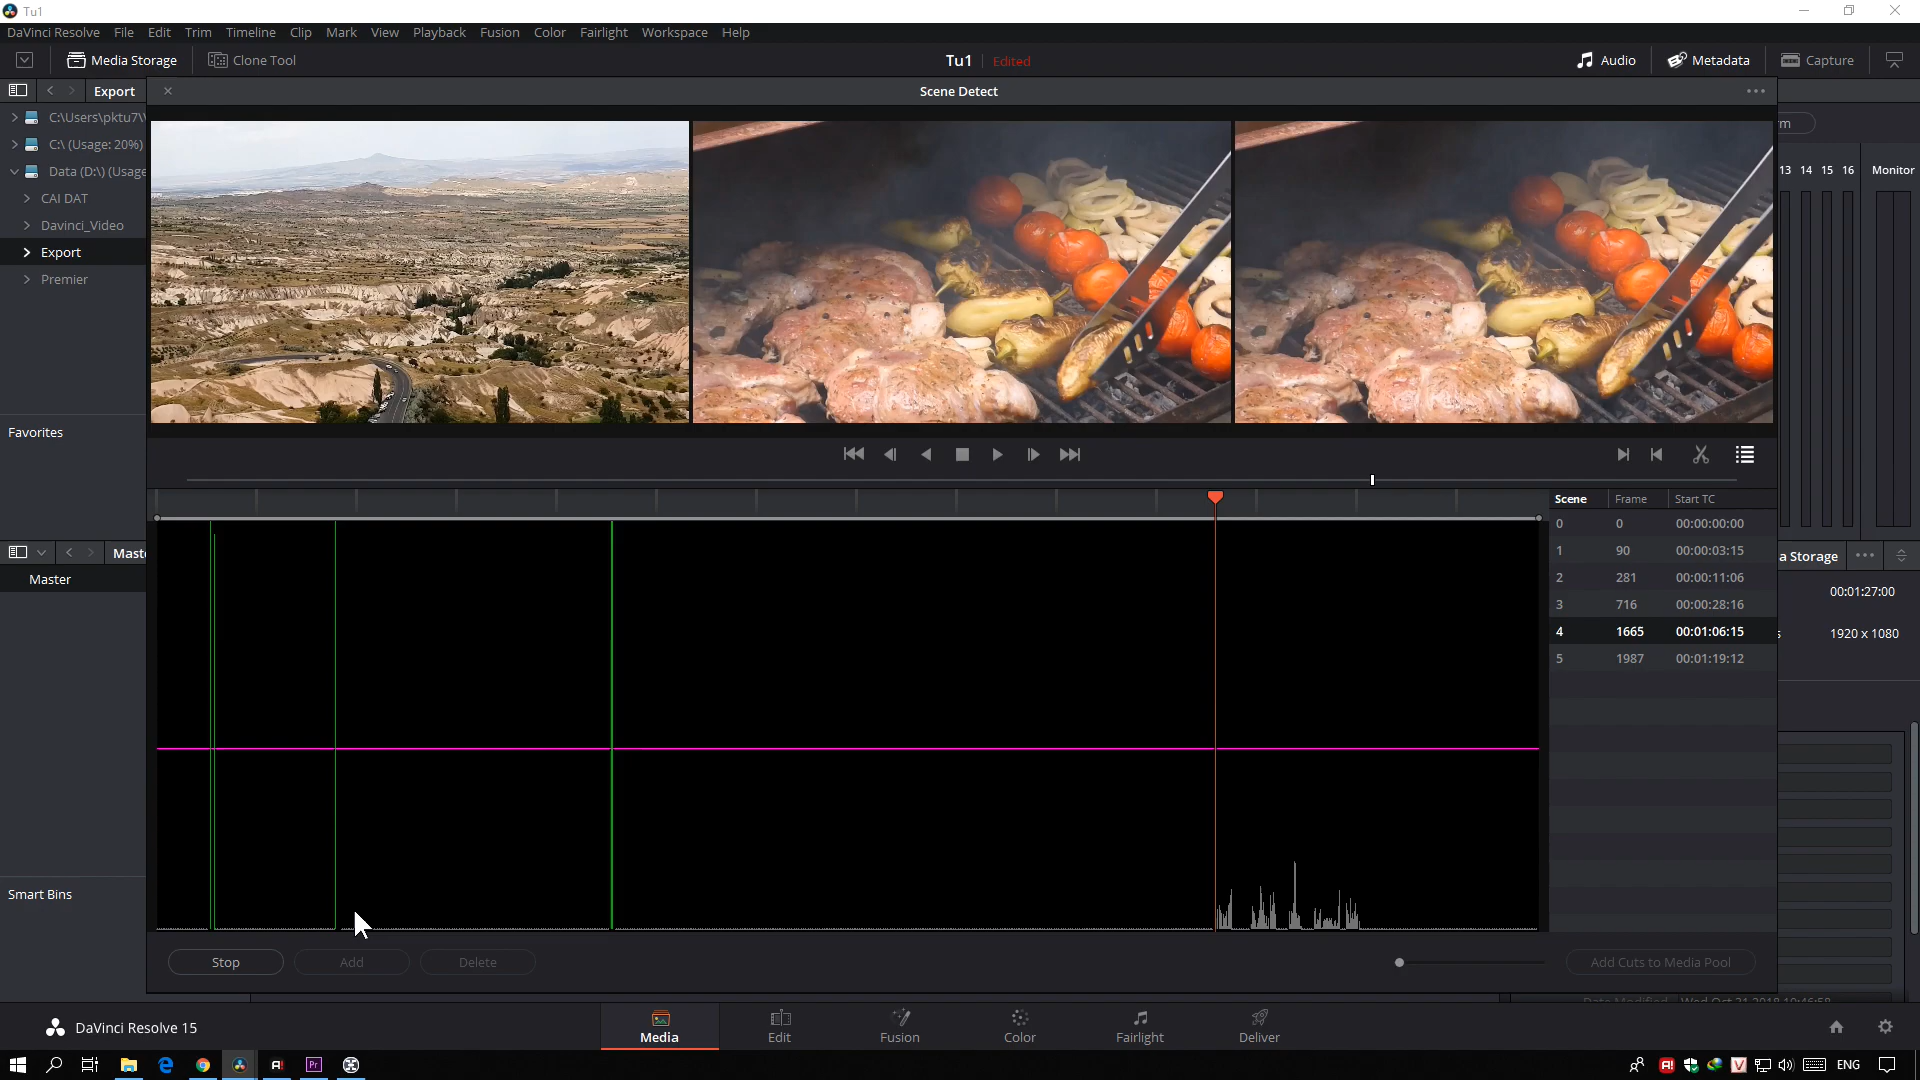 Tu1
DaVinci Resolve File Edit Trim Timeline Clip Mark View Playback Fusion Color Fairlight Workspace Help
Media Storage Clone Tool Tu1 Edited Audio Metadata Capture
Export Scene Detect
C:\Users\pktu7\
C:\ (Usage: 20%)
Data (D:\) (Usage
CAI DAT
Davinci_Video
Export
Premier
13 14 15 16 Monitor
Favorites
Scene Frame Start TC
0 0 00:00:00:00
1 90 00:00:03:15
2 281 00:00:11:06
3 716 00:00:28:16
4 1665 00:01:06:15
5 1987 00:01:19:12
Master
a Storage
00:01:27:00
1920 x 1080
Smart Bins
Stop Add Delete Add Cuts to Media Pool
DaVinci Resolve 15
Media Edit Fusion Color Fairlight Deliver
ENG